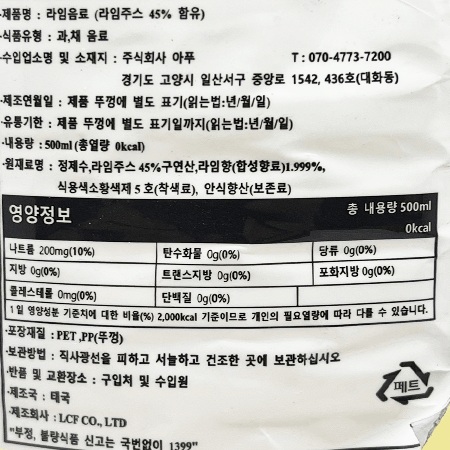 ·제품명 : 라임음료 (라임주스 45% 함유)
·식품유형 : 과,채 음료
·수입업소명 및 소재지 : 주식회사 아푸 T : 070-4773-7200
경기도 고양시 일산서구 중앙로 1542, 436호(대화동)
·제조연월일 : 제품 뚜껑에 별도 표기(읽는법:년/월/일)
·유통기한 : 제품 뚜껑에 별도 표기일까지(읽는법:년/월/일)
·내용량 : 500ml (총열량 0kcal)
·원재료명 : 정제수,라임주스 45%구연산,라임향(합성향료)1.999%,
식용색소황색제 5 호(착색료), 안식향산(보존료)
영양정보 총 내용량 500ml
0kcal
나트륨 200mg(10%) 탄수화물 0g(0%) 당류 0g(0%)
지방 0g(0%) 트랜스지방 0g(0%) 포화지방 0g(0%)
콜레스테롤 0mg(0%) 단백질 0g(0%)
1 일 영양성분 기준치에 대한 비율(%) 2,000kcal 기준이므로 개인의 필요열량에 따라 다를 수 있습니다.
·포장재질 : PET ,PP(뚜껑)
·보관방법 : 직사광선을 피하고 서늘하고 건조한 곳에 보관하십시오
·반품 및 교환장소 : 구입처 및 수입원
페트
·제조국 : 태국
·제조회사 : LCF CO., LTD
"부정, 불량식품 신고는 국번없이 1399"